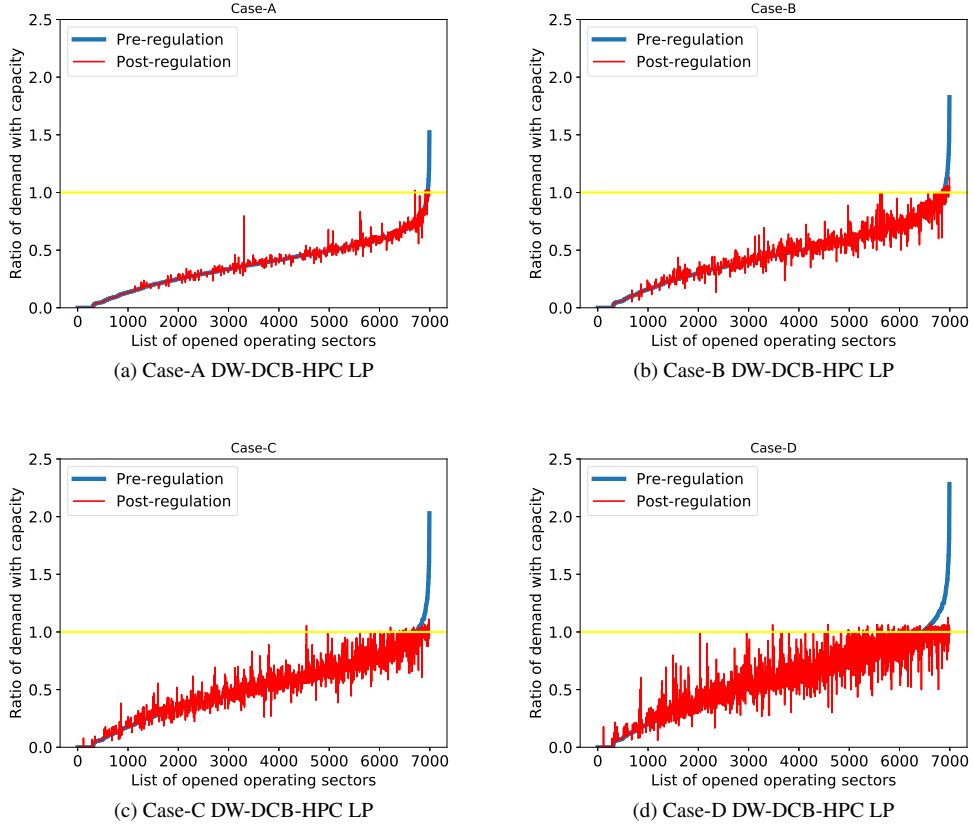 Case-A
2.5
2.0
1.5
1.0
0.5
0.0
Ratio of demand with capacity
Pre-regulation
Post-regulation
0 1000 2000 3000 4000 5000 6000 7000
List of opened operating sectors
(a) Case-A DW-DCB-HPC LP
Case-B
2.5
2.0
1.5
1.0
0.5
0.0
Ratio of demand with capacity
Pre-regulation
Post-regulation
0 1000 2000 3000 4000 5000 6000 7000
List of opened operating sectors
(b) Case-B DW-DCB-HPC LP
Case-C
2.5
2.0
1.5
1.0
0.5
0.0
Ratio of demand with capacity
Pre-regulation
Post-regulation
0 1000 2000 3000 4000 5000 6000 7000
List of opened operating sectors
(c) Case-C DW-DCB-HPC LP
Case-D
2.5
2.0
1.5
1.0
0.5
0.0
Ratio of demand with capacity
Pre-regulation
Post-regulation
0 1000 2000 3000 4000 5000 6000 7000
List of opened operating sectors
(d) Case-D DW-DCB-HPC LP